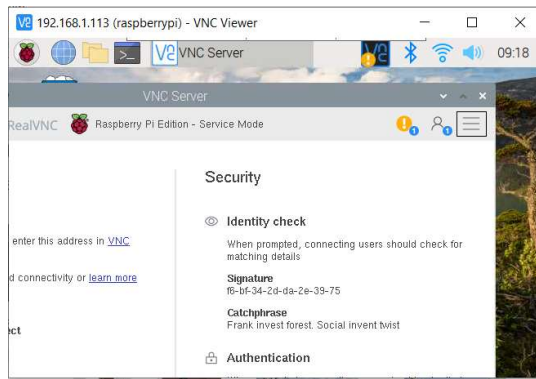 192.168.1.113 (raspberrypi) - VNC Viewer
VNC Server
09:18
VNC Server
RealVNC Raspberry Pi Edition - Service Mode
Security
Identity check
enter this address in VNC
When prompted, connecting users should check for
matching details
d connectivity or learn more
Signature
f6-bf-34-2d-da-2e-39-75
Catchphrase
Frank invest forest. Social invent twist
ect
Authentication